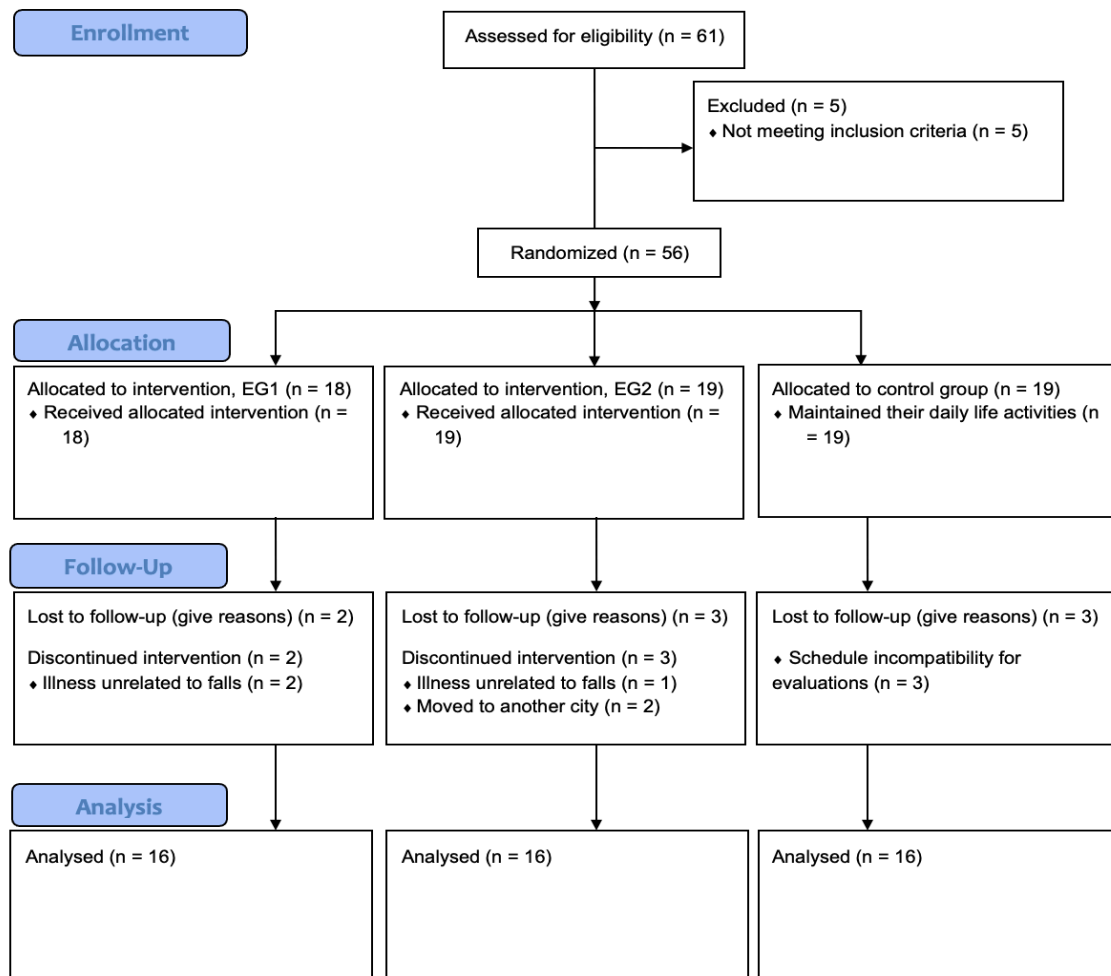 Enrollment
Assessed for eligibility (n = 61)
Excluded (n = 5)
⬧ Not meeting inclusion criteria (n = 5)
Randomized (n = 56)
Allocation
Allocated to intervention, EG1 (n = 18)
⬧ Received allocated intervention (n =
18)
Allocated to intervention, EG2 (n = 19)
⬧ Received allocated intervention (n =
19)
Allocated to control group (n = 19)
⬧ Maintained their daily life activities (n
= 19)
Follow-Up
Lost to follow-up (give reasons) (n = 2)
Discontinued intervention (n = 2)
⬧ Illness unrelated to falls (n = 2)
Lost to follow-up (give reasons) (n = 3)
Discontinued intervention (n = 3)
⬧ Illness unrelated to falls (n = 1)
⬧ Moved to another city (n = 2)
Lost to follow-up (give reasons) (n = 3)
⬧ Schedule incompatibility for
evaluations (n = 3)
Analysis
Analysed (n = 16)
Analysed (n = 16)
Analysed (n = 16)